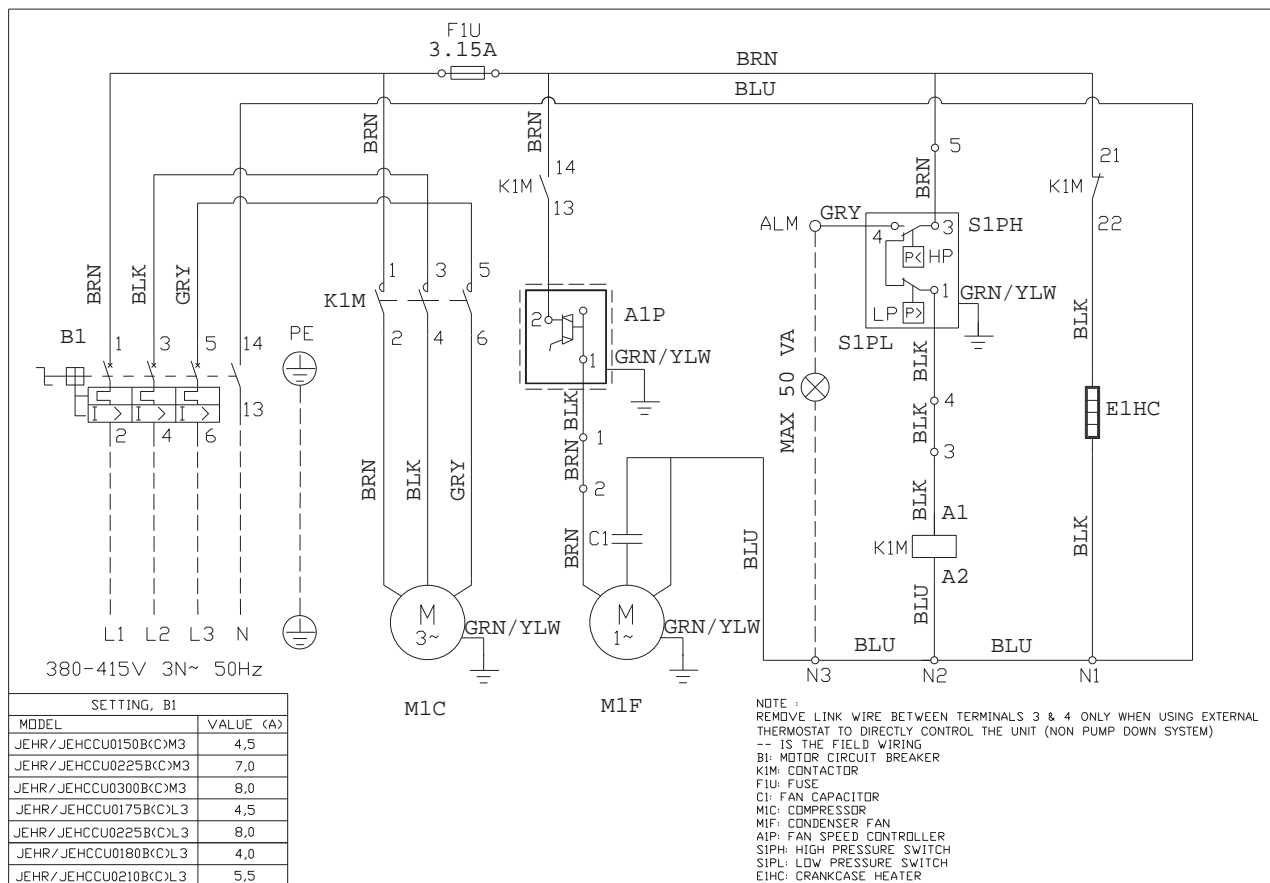 F1U
3.15A
BRN
BLU
BRN
BRN
14
K1M
13
5
BRN
21
K1M
22
ALM
GRY
4
3
S1PH
P<
HP
1
LP
P>
GRN/YLW
S1PL
BRN
BLK
GRY
B1
1
3
5
14
PE
I >
I >
I >
13
2
4
6
1
3
5
K1M
2
4
6
2
A1P
1
GRN/YLW
BLK
MAX 50 VA
BLK
4
BLK
3
BLK
E1HC
BLK
1
BRN
2
BRN
BRN
BLK
GRY
C1
BLU
A1
K1M
A2
BLU
BLK
M
3~
GRN/YLW
M
1~
GRN/YLW
L1 L2 L3 N
380-415V 3N~ 50Hz
BLU
BLU
N3
N2
N1
M1C
M1F
SETTING, B1
MODEL VALUE (A)
JEHR/JEHCCU0150B(C)M3 4,5
JEHR/JEHCCU0225B(C)M3 7,0
JEHR/JEHCCU0300B(C)M3 8,0
JEHR/JEHCCU0175B(C)L3 4,5
JEHR/JEHCCU0225B(C)L3 8,0
JEHR/JEHCCU0180B(C)L3 4,0
JEHR/JEHCCU0210B(C)L3 5,5
NOTE :
REMOVE LINK WIRE BETWEEN TERMINALS 3 & 4 ONLY WHEN USING EXTERNAL
THERMOSTAT TO DIRECTLY CONTROL THE UNIT (NON PUMP DOWN SYSTEM)
-- IS THE FIELD WIRING
B1: MOTOR CIRCUIT BREAKER
K1M: CONTACTOR
F1U: FUSE
C1: FAN CAPACITOR
M1C: COMPRESSOR
M1F: CONDENSER FAN
A1P: FAN SPEED CONTROLLER
S1PH: HIGH PRESSURE SWITCH
S1PL: LOW PRESSURE SWITCH
E1HC: CRANKCASE HEATER